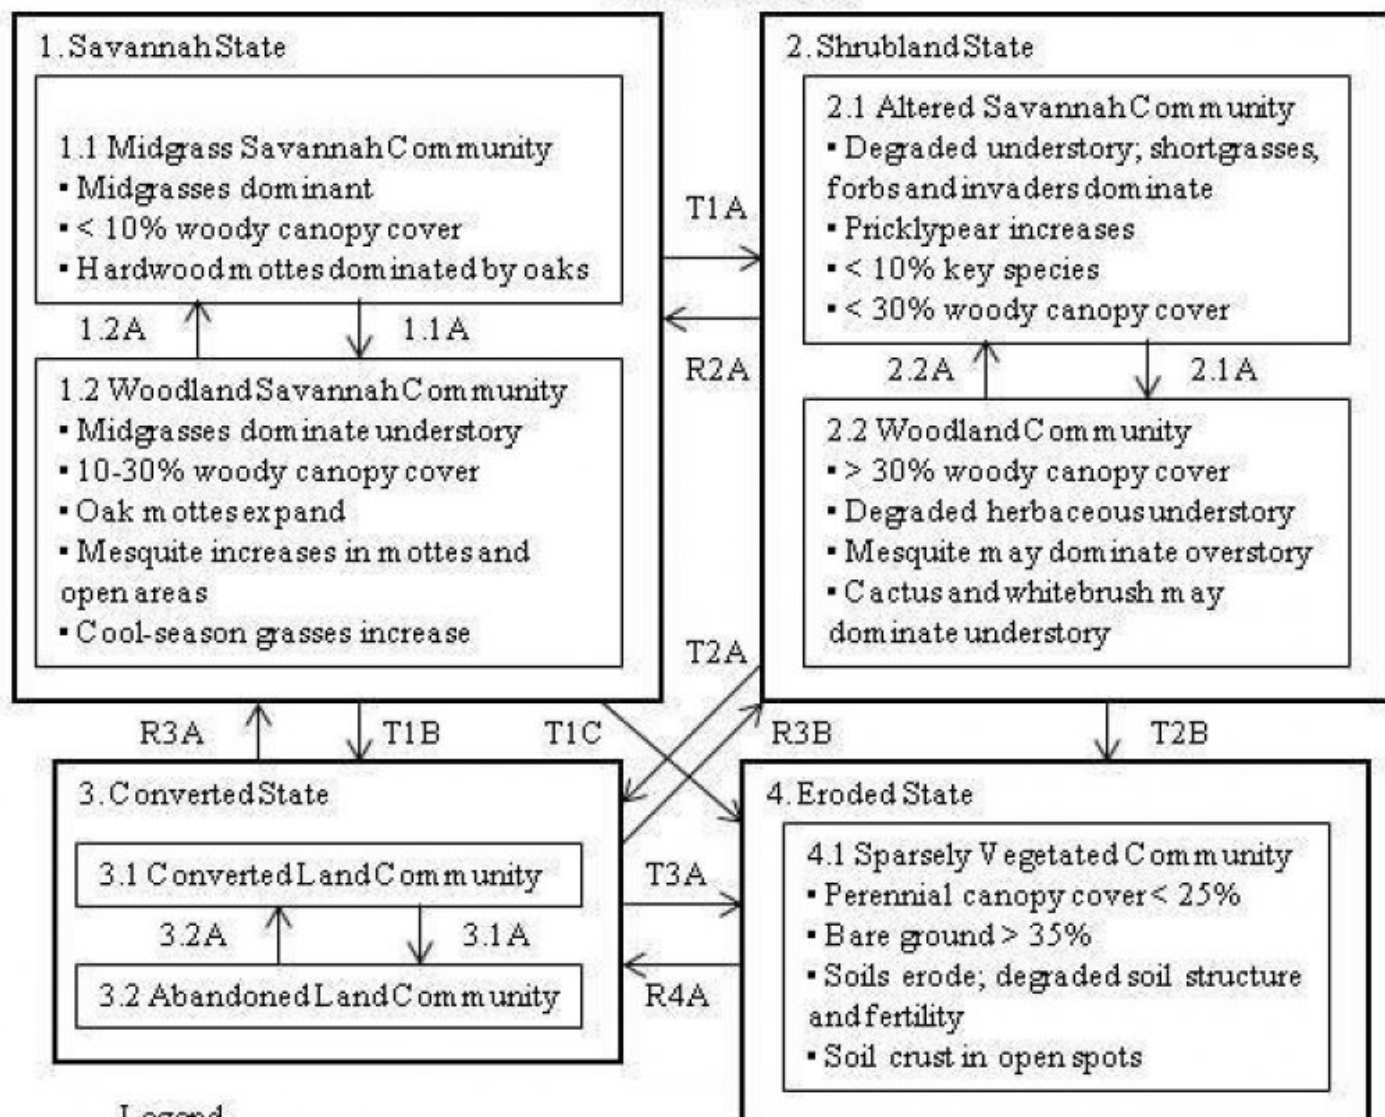 1. Savannah State
1.1 Midgrass Savannah Community
▪ Midgrasses dominant
▪ < 10% woody canopy cover
▪ Hardwood mottes dominated by oaks
1.2A
1.1A
1.2 Woodland Savannah Community
▪ Midgrasses dominate understory
▪ 10-30% woody canopy cover
▪ Oak mottes expand
▪ Mesquite increases in mottes and
open areas
▪ Cool-season grasses increase
T1A
R2A
2. Shrubland State
2.1 Altered Savannah Community
▪ Degraded understory; shortgrasses,
forbs and invaders dominate
▪ Pricklypear increases
▪ < 10% key species
▪ < 30% woody canopy cover
2.2A
2.1A
2.2 Woodland Community
▪ > 30% woody canopy cover
▪ Degraded herbaceous understory
▪ Mesquite may dominate overstory
▪ Cactus and whitebrush may
dominate understory
T2A
R3A
T1B
T1C
R3B
T2B
3. Converted State
3.1 Converted Land Community
3.2A
3.1A
3.2 Abandoned Land Community
T3A
R4A
4. Eroded State
4.1 Sparsely Vegetated Community
▪ Perennial canopy cover < 25%
▪ Bare ground > 35%
▪ Soils erode; degraded soil structure
and fertility
▪ Soil crust in open spots
Legend